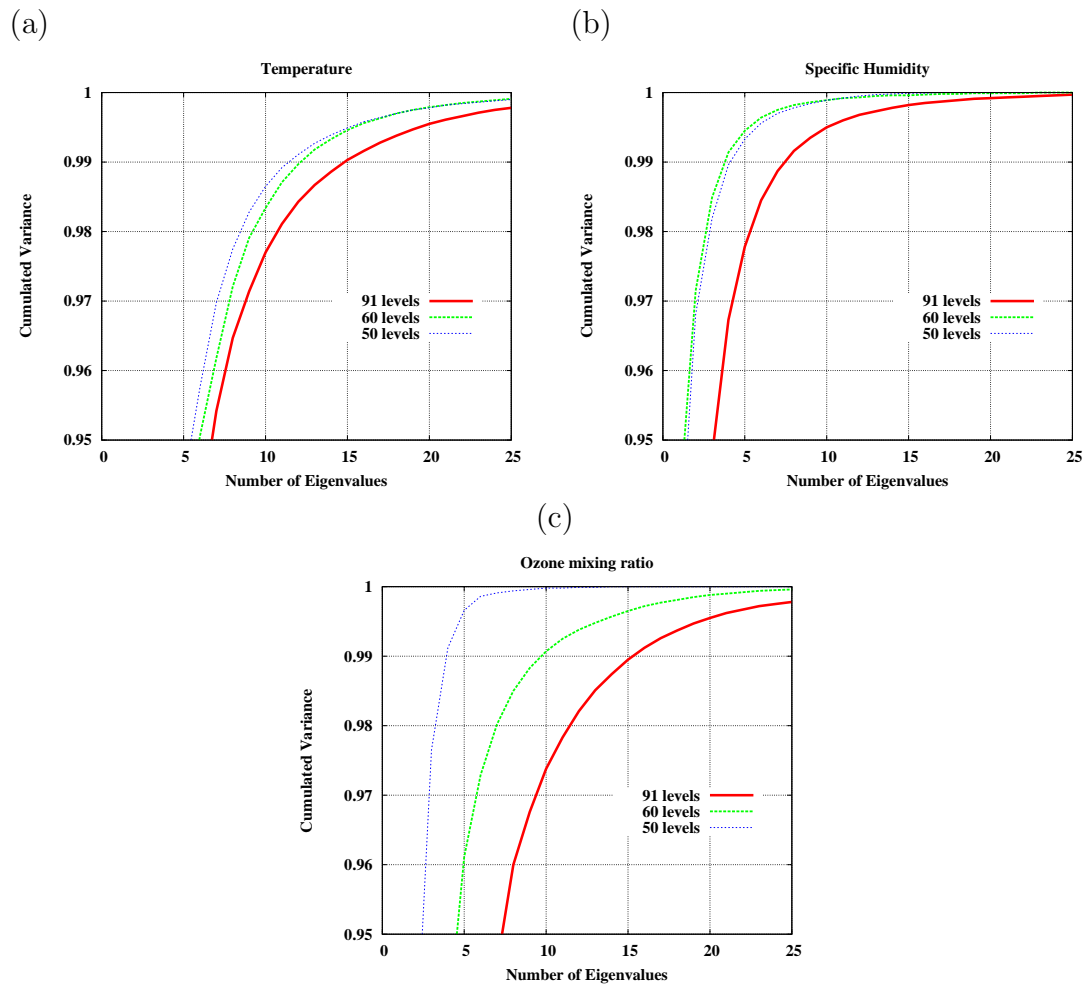 (a)
Temperature
1
0.99
0.98
0.97
0.96
0.95
Cumulated Variance
91 levels
60 levels
50 levels
0 5 10 15 20 25
Number of Eigenvalues
(b)
Specific Humidity
1
0.99
0.98
0.97
0.96
0.95
Cumulated Variance
91 levels
60 levels
50 levels
0 5 10 15 20 25
Number of Eigenvalues
(c)
Ozone mixing ratio
1
0.99
0.98
0.97
0.96
0.95
Cumulated Variance
91 levels
60 levels
50 levels
0 5 10 15 20 25
Number of Eigenvalues